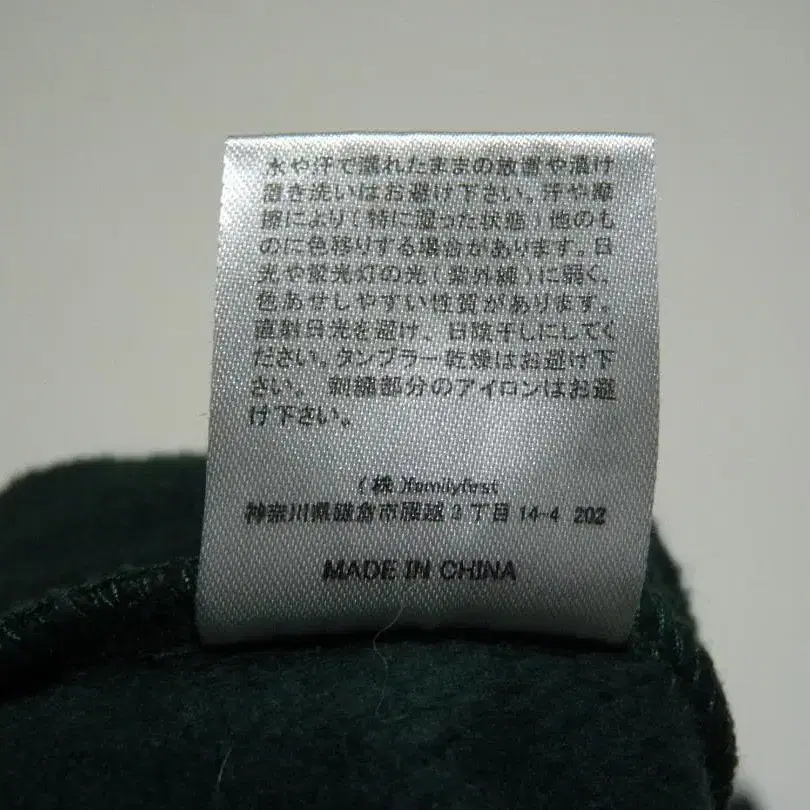 水や汗で濡れたままの放置や漬け
置き洗いはお避け下さい。汗や摩
擦により(特に湿った状態)他のも
のに色移りする場合があります。日
光や蛍光灯の光(紫外線)に弱く、
色あせしやすい性質があります。
直射日光を避け、日陰干しにしてく
ださい。タンブラー乾燥はお避け下
さい。 刺繍部分のアイロンはお避
け下さい。
(株)familyfirst
神奈川県鎌倉市腰越3丁目14-4 202
MADE IN CHINA